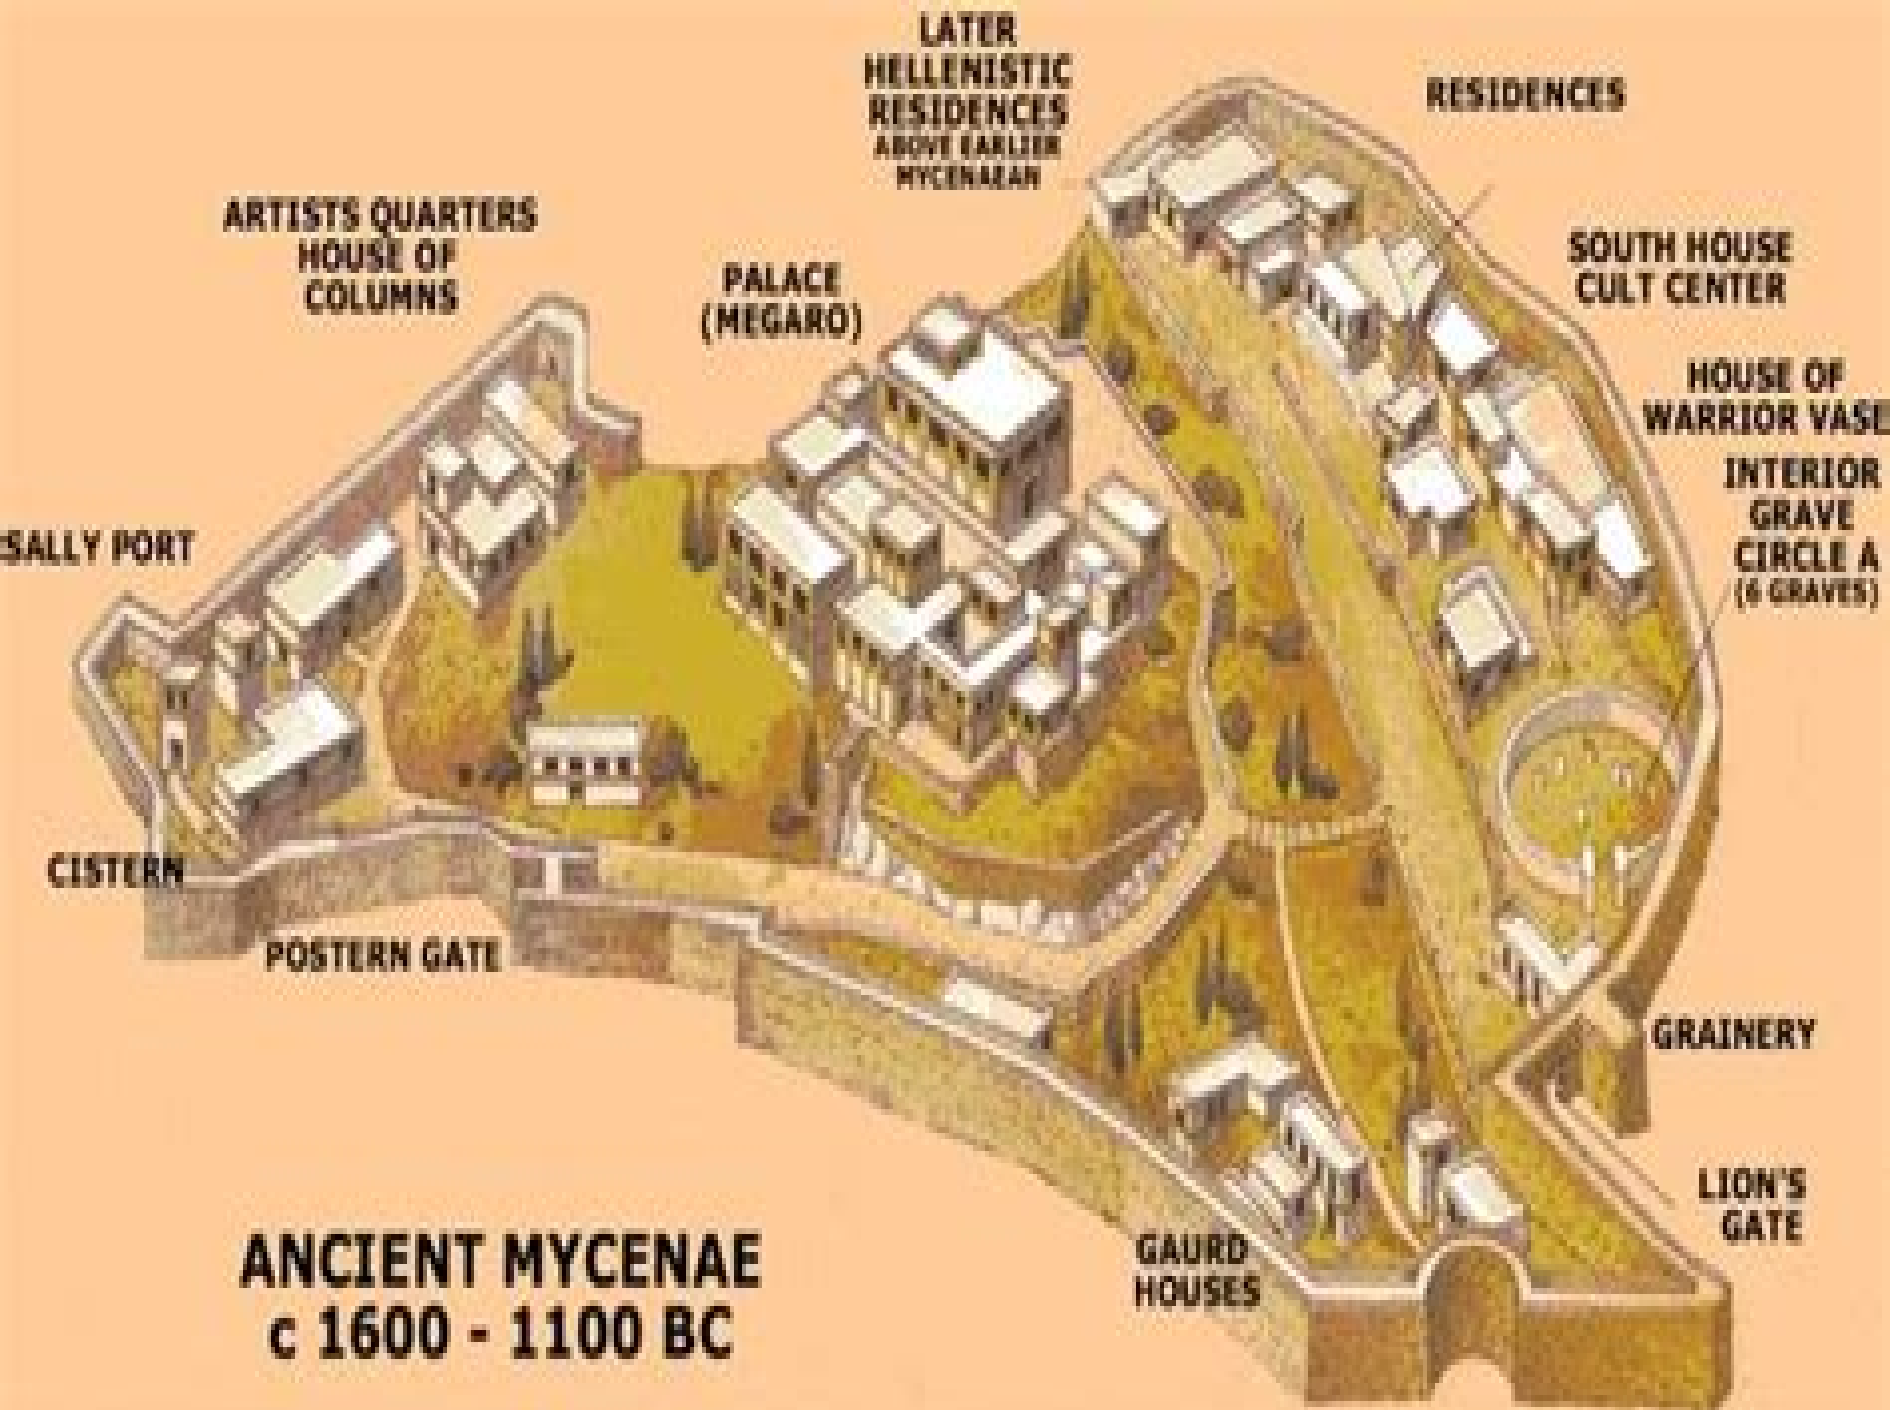 LATER
HELLENISTIC
RESIDENCES
ABOVE EARLIER
MYCENAEAN
RESIDENCES
ARTISTS QUARTERS
HOUSE OF
COLUMNS
PALACE
(MEGARO)
SOUTH HOUSE
CULT CENTER
HOUSE OF
WARRIOR VASE
INTERIOR
GRAVE
CIRCLE A
(6 GRAVES)
SALLY PORT
CISTERN
POSTERN GATE
GRAINERY
LION'S
GATE
GAURD
HOUSES
ANCIENT MYCENAE
c 1600 - 1100 BC